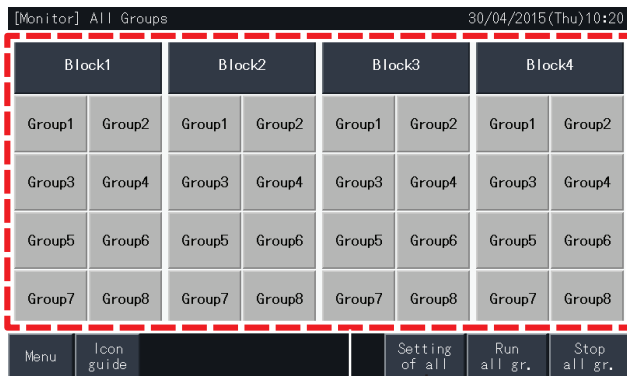 [Monitor] All Groups 30/04/2015(Thu)10:20
Block1 Block2 Block3 Block4
Group1 Group2 Group1 Group2 Group1 Group2 Group1 Group2
Group3 Group4 Group3 Group4 Group3 Group4 Group3 Group4
Group5 Group6 Group5 Group6 Group5 Group6 Group5 Group6
Group7 Group8 Group7 Group8 Group7 Group8 Group7 Group8
Menu Icon guide Setting of all Run all gr. Stop all gr.